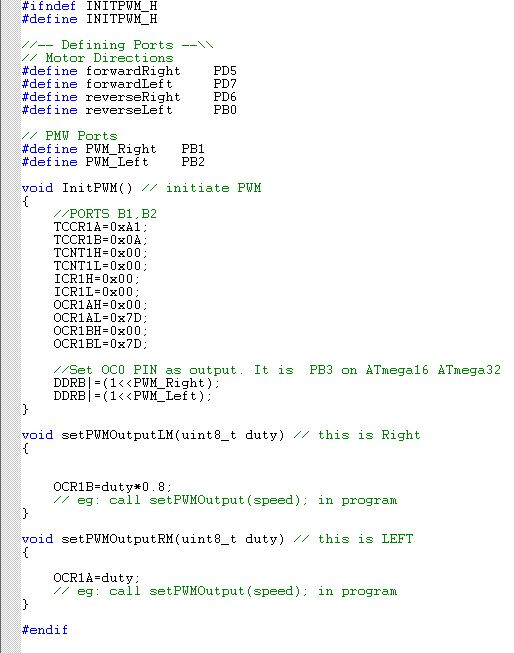 #ifndef INITPWM_H
#define INITPWM_H
//-- Defining Ports --\\
// Motor Directions
#define forwardRight    PD5
#define forwardLeft     PD7
#define reverseRight    PD6
#define reverseLeft     PB0
// PMW Ports
#define PWM_Right   PB1
#define PWM_Left    PB2
void InitPWM() // initiate PWM
{
    //PORTS B1,B2
    TCCR1A=0xA1;
    TCCR1B=0x0A;
    TCNT1H=0x00;
    TCNT1L=0x00;
    ICR1H=0x00;
    ICR1L=0x00;
    OCR1AH=0x00;
    OCR1AL=0x7D;
    OCR1BH=0x00;
    OCR1BL=0x7D;
    //Set OC0 PIN as output. It is  PB3 on ATmega16 ATmega32
    DDRB|=(1<<PWM_Right);
    DDRB|=(1<<PWM_Left);
}
void setPWMOutputLM(uint8_t duty) // this is Right
{
    OCR1B=duty*0.8;
    // eg: call setPWMOutput(speed); in program
}
void setPWMOutputRM(uint8_t duty) // this is LEFT
{
    OCR1A=duty;
    // eg: call setPWMOutput(speed); in program
}
#endif